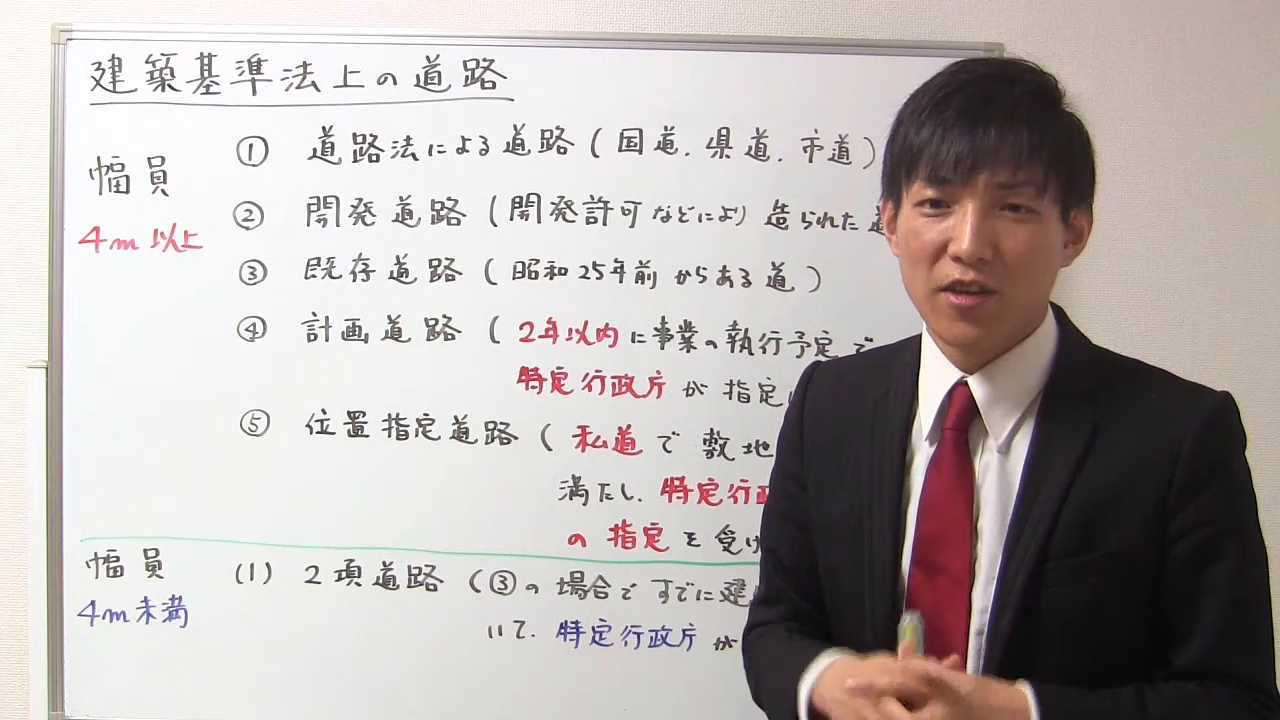 建築基準法上の道路
幅員
4m以上
① 道路法による道路(国道.県道.市道)
② 開発道路(開発許可などにより造られた
③ 既存道路(昭和25年前からある道)
④ 計画道路(2年以内に事業の執行予定で
特定行政庁が指定
⑤ 位置指定道路(私道で敷地
満たし.特定行政
の指定を受け
幅員
4m未満
(1) 2項道路(③の場合ですでに建
いて.特定行政庁が